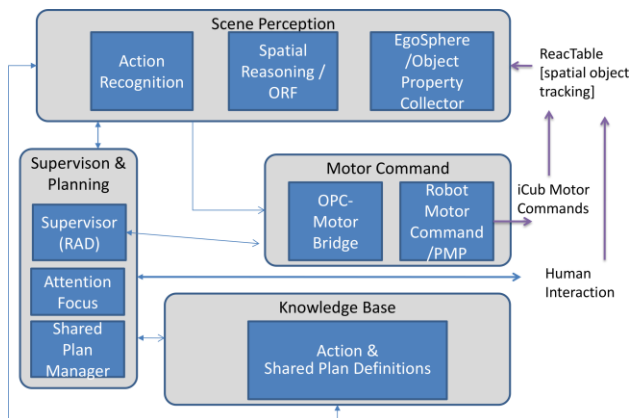 Scene Perception
Action
Recognition
Spatial
Reasoning /
ORF
EgoSphere
/Object
Property
Collector
ReacTable
[spatial object
tracking]
Supervison &
Planning
Supervisor
(RAD)
Attention
Focus
Shared
Plan
Manager
Motor Command
OPC-
Motor
Bridge
Robot
Motor
Command
/PMP
iCub Motor
Commands
Human
Interaction
Knowledge Base
Action &
Shared Plan Definitions